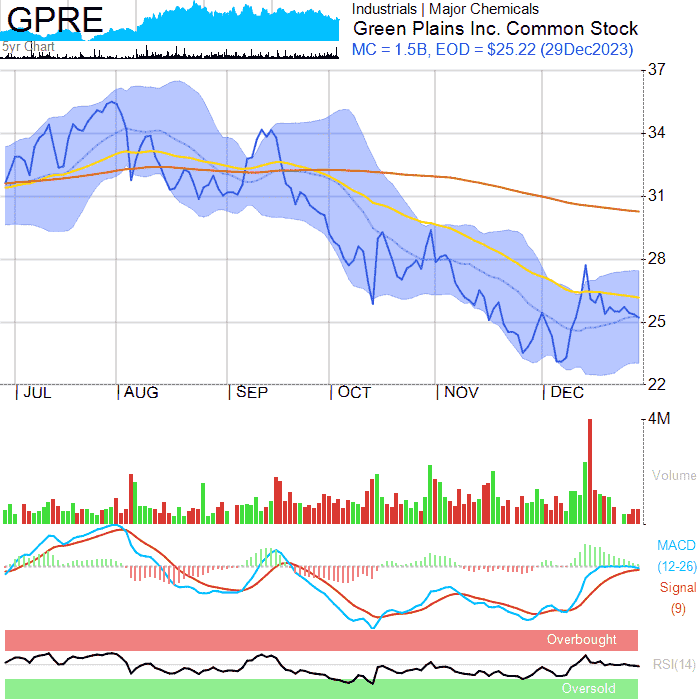 GPRE
5yr Chart
Industrials | Major Chemicals
Green Plains Inc. Common Stock
MC = 1.5B, EOD = $25.22 (29Dec2023)
37
34
31
28
25
22
| JUL | AUG | SEP | OCT | NOV | DEC
4M
Volume
MACD
(12-26)
Signal
(9)
Overbought
RSI(14)
Oversold